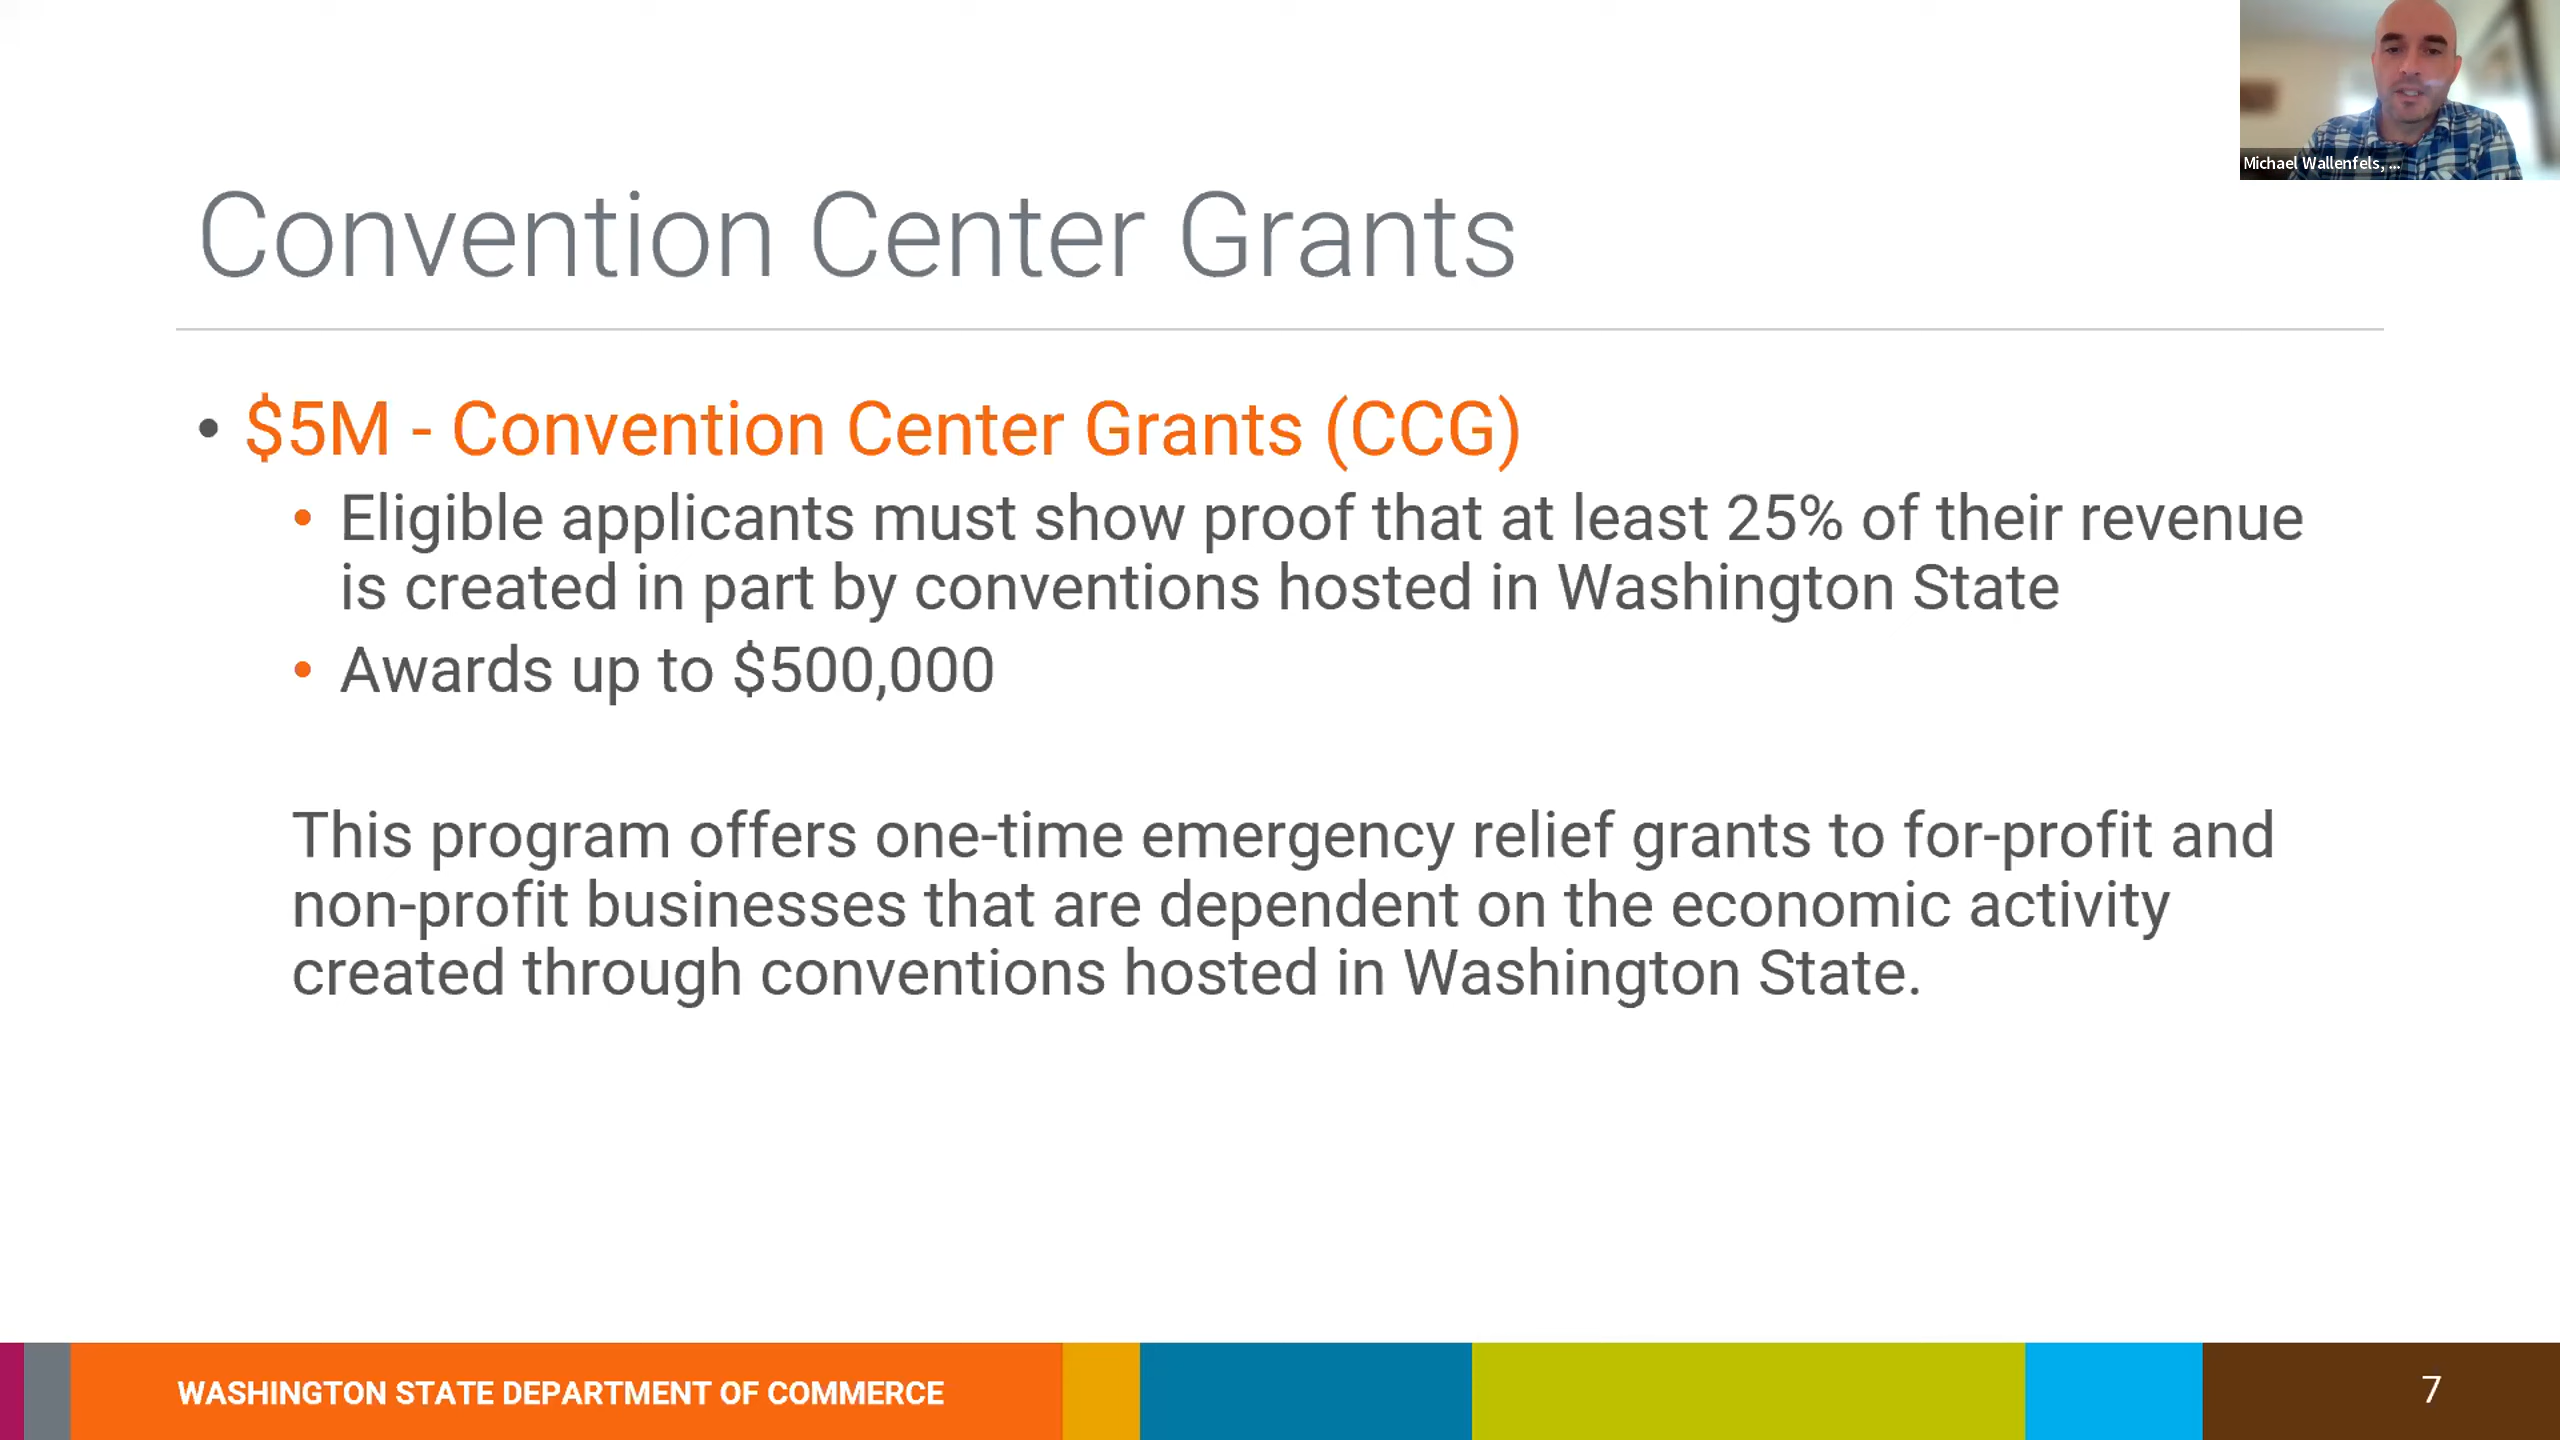 Michael Wallenfels, ...
Convention Center Grants
• $5M - Convention Center Grants (CCG)
• Eligible applicants must show proof that at least 25% of their revenue
is created in part by conventions hosted in Washington State
• Awards up to $500,000
This program offers one-time emergency relief grants to for-profit and
non-profit businesses that are dependent on the economic activity
created through conventions hosted in Washington State.
WASHINGTON STATE DEPARTMENT OF COMMERCE
7